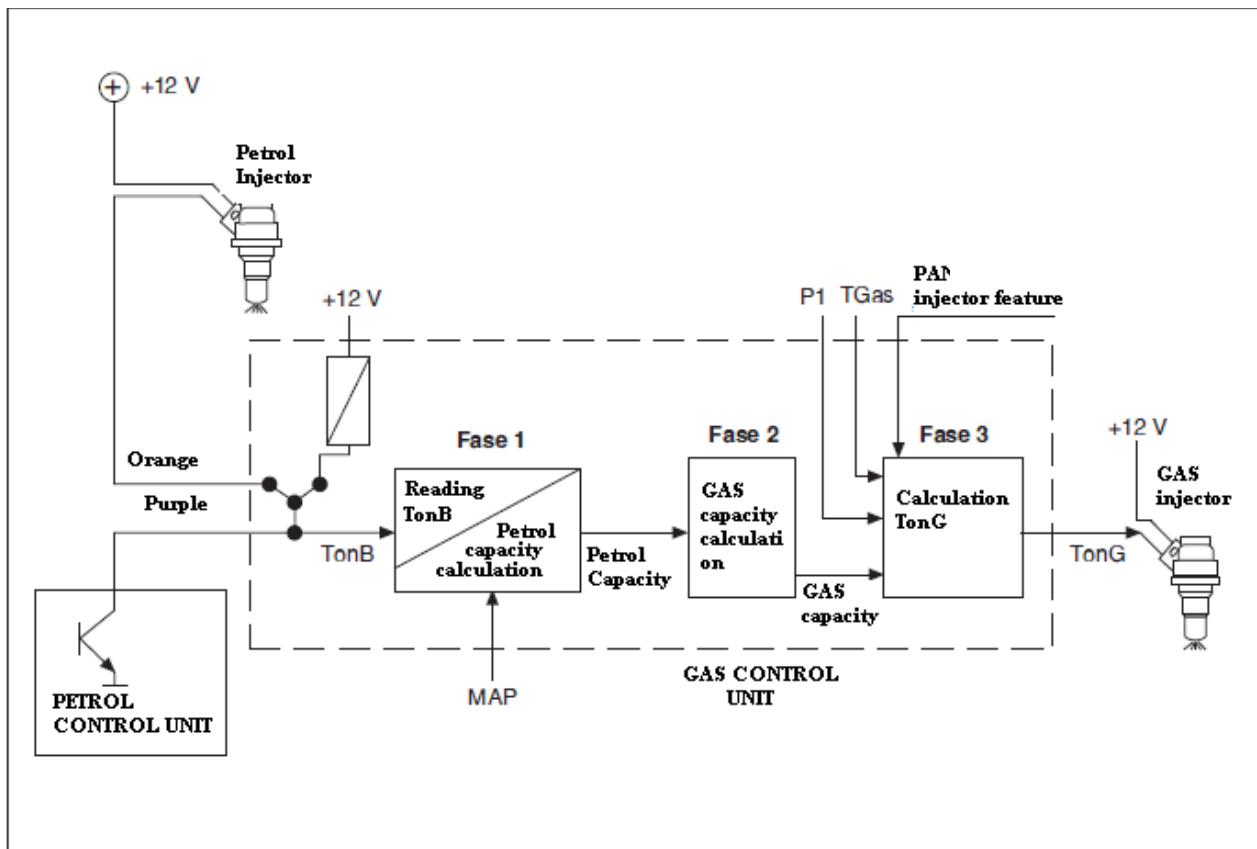 +12 V
Petrol
Injector
+12 V
P1
TGas
PAN
injector feature
Fase 1
Fase 2
Fase 3
+12 V
GAS
injector
Orange
Purple
Reading
TonB
Petrol
capacity
calculation
GAS
capacity
calculati
on
Calculation
TonG
TonB
Petrol
Capacity
GAS
capacity
TonG
MAP
GAS CONTROL
UNIT
PETROL
CONTROL UNIT